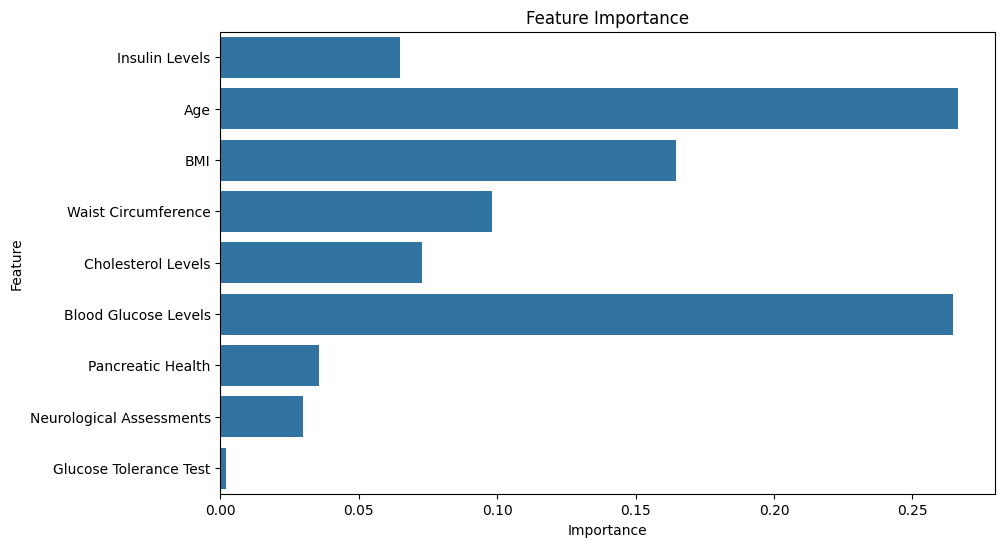 Feature Importance
Insulin Levels
Age
BMI
Waist Circumference
Cholesterol Levels
Blood Glucose Levels
Pancreatic Health
Neurological Assessments
Glucose Tolerance Test
Feature
0.00 0.05 0.10 0.15 0.20 0.25
Importance